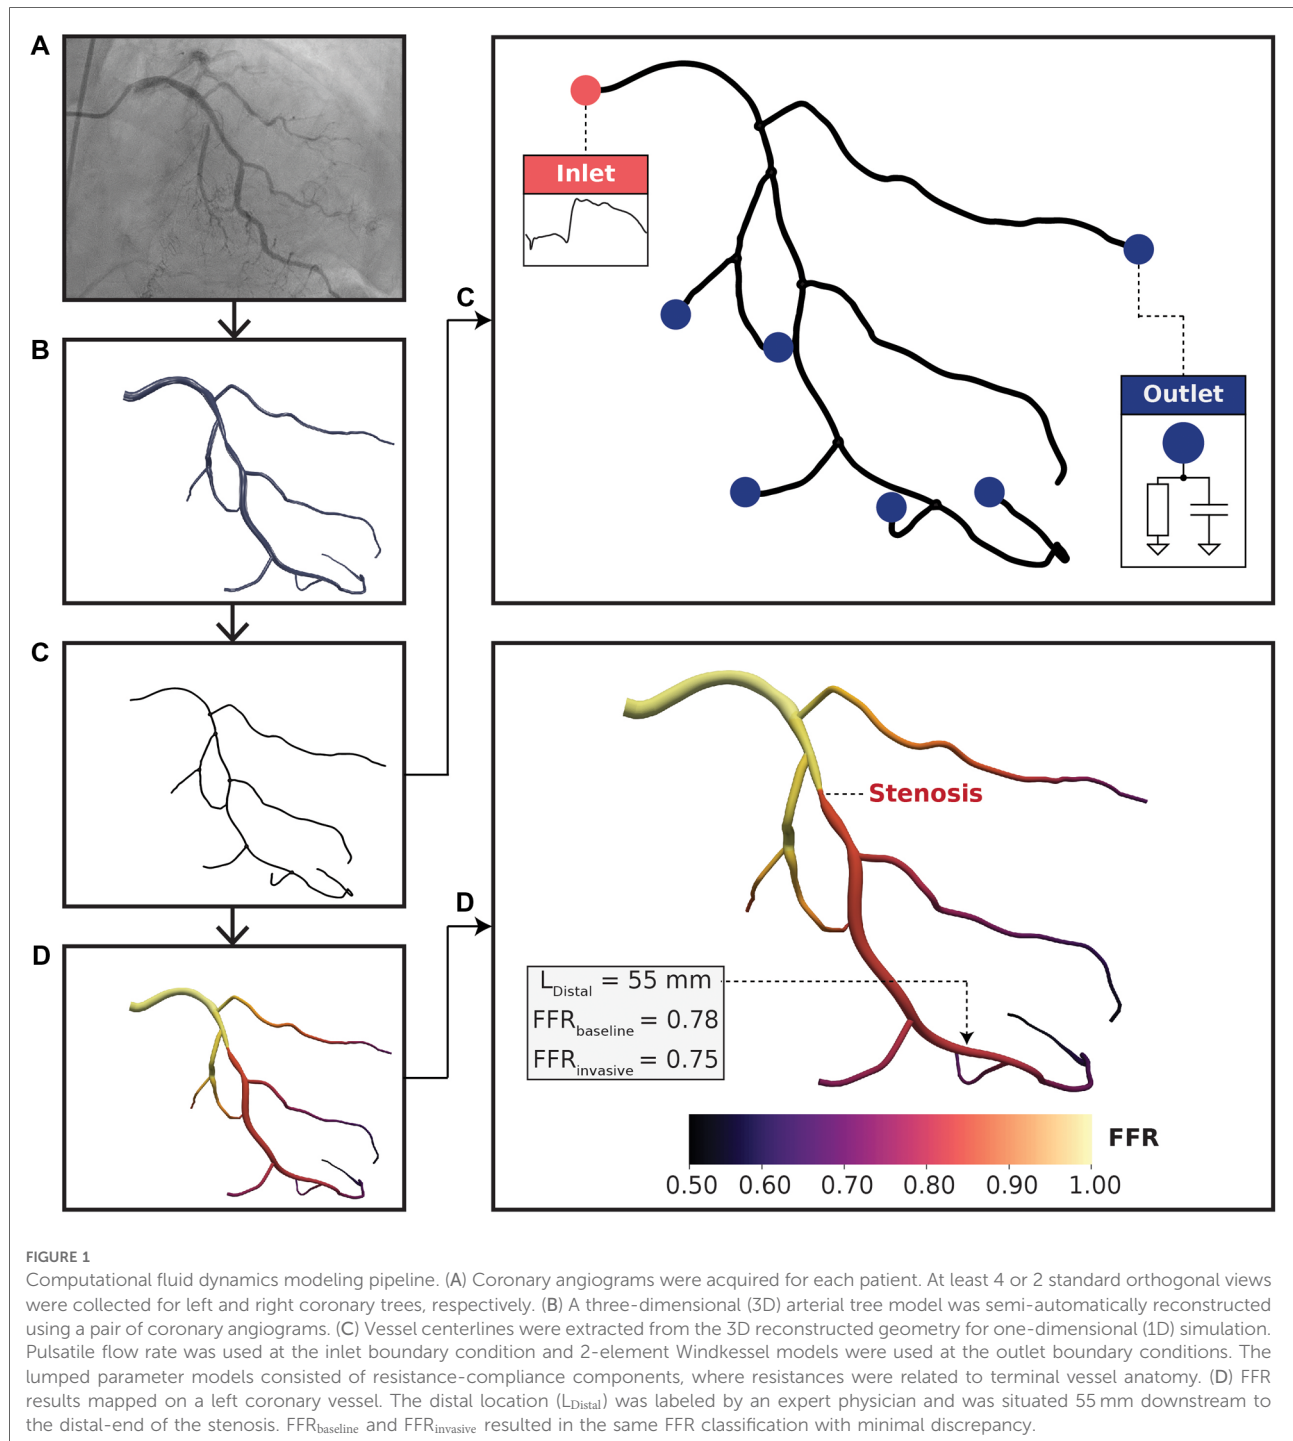 A
B
C
D
C
Inlet
Outlet
D
Stenosis
L_Distal = 55 mm
FFR_baseline = 0.78
FFR_invasive = 0.75
FFR
0.50 0.60 0.70 0.80 0.90 1.00
FIGURE 1
Computational fluid dynamics modeling pipeline. (A) Coronary angiograms were acquired for each patient. At least 4 or 2 standard orthogonal views
were collected for left and right coronary trees, respectively. (B) A three-dimensional (3D) arterial tree model was semi-automatically reconstructed
using a pair of coronary angiograms. (C) Vessel centerlines were extracted from the 3D reconstructed geometry for one-dimensional (1D) simulation.
Pulsatile flow rate was used at the inlet boundary condition and 2-element Windkessel models were used at the outlet boundary conditions. The
lumped parameter models consisted of resistance-compliance components, where resistances were related to terminal vessel anatomy. (D) FFR
results mapped on a left coronary vessel. The distal location (L_Distal) was labeled by an expert physician and was situated 55 mm downstream to
the distal-end of the stenosis. FFR_baseline and FFR_invasive resulted in the same FFR classification with minimal discrepancy.